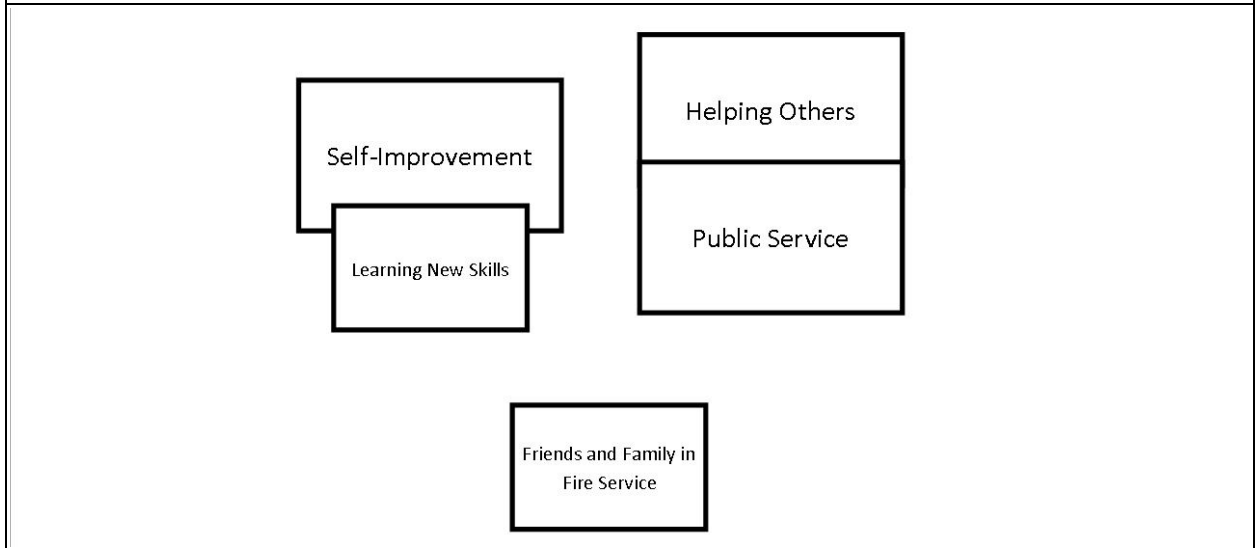 Helping Others
Self-Improvement
Public Service
Learning New Skills
Friends and Family in
Fire Service